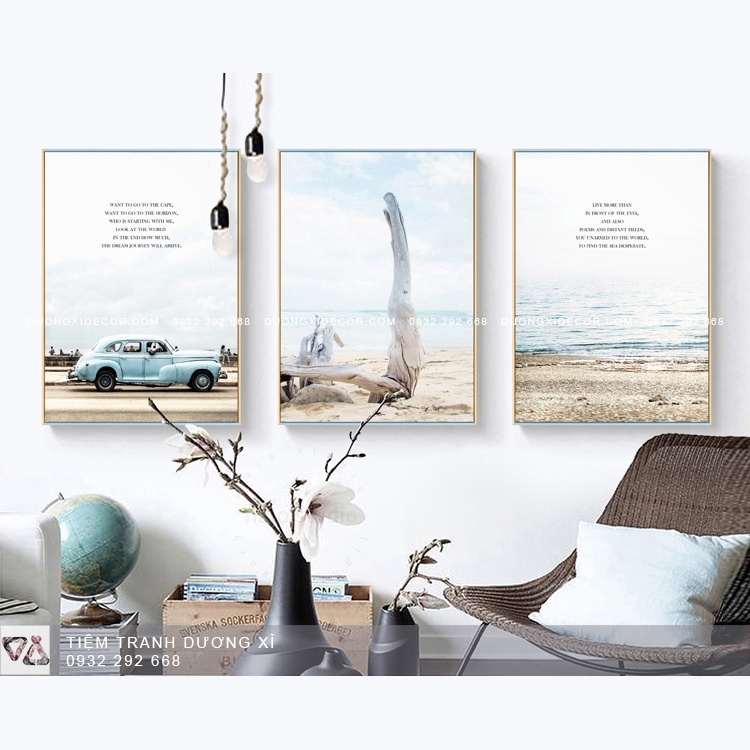 WANT TO GO TO THE CAPE,
WANT TO GO TO THE HORIZON,
WHO IS STARTING WITH ME,
LOOK AT THE WORLD
IN THE END HOW MUCH,
THE DREAM JOURNEY WILL ARRIVE.
LIVE MORE THAN
IN FRONT OF THE EYES,
AND ALSO
POEMS AND DISTANT FIELDS,
YOU UNARMED TO THE WORLD,
TO FIND THE SEA DESPERATE.
DUONGXIDECOR.COM - 0932 292 668
DUONGXIDECOR.COM - 0932 292 668
DUONGXIDECOR.COM - 0932 292 668
SVENSKA SOCKERFA
OLAGET
TIỆM TRANH DƯƠNG XỈ
0932 292 668